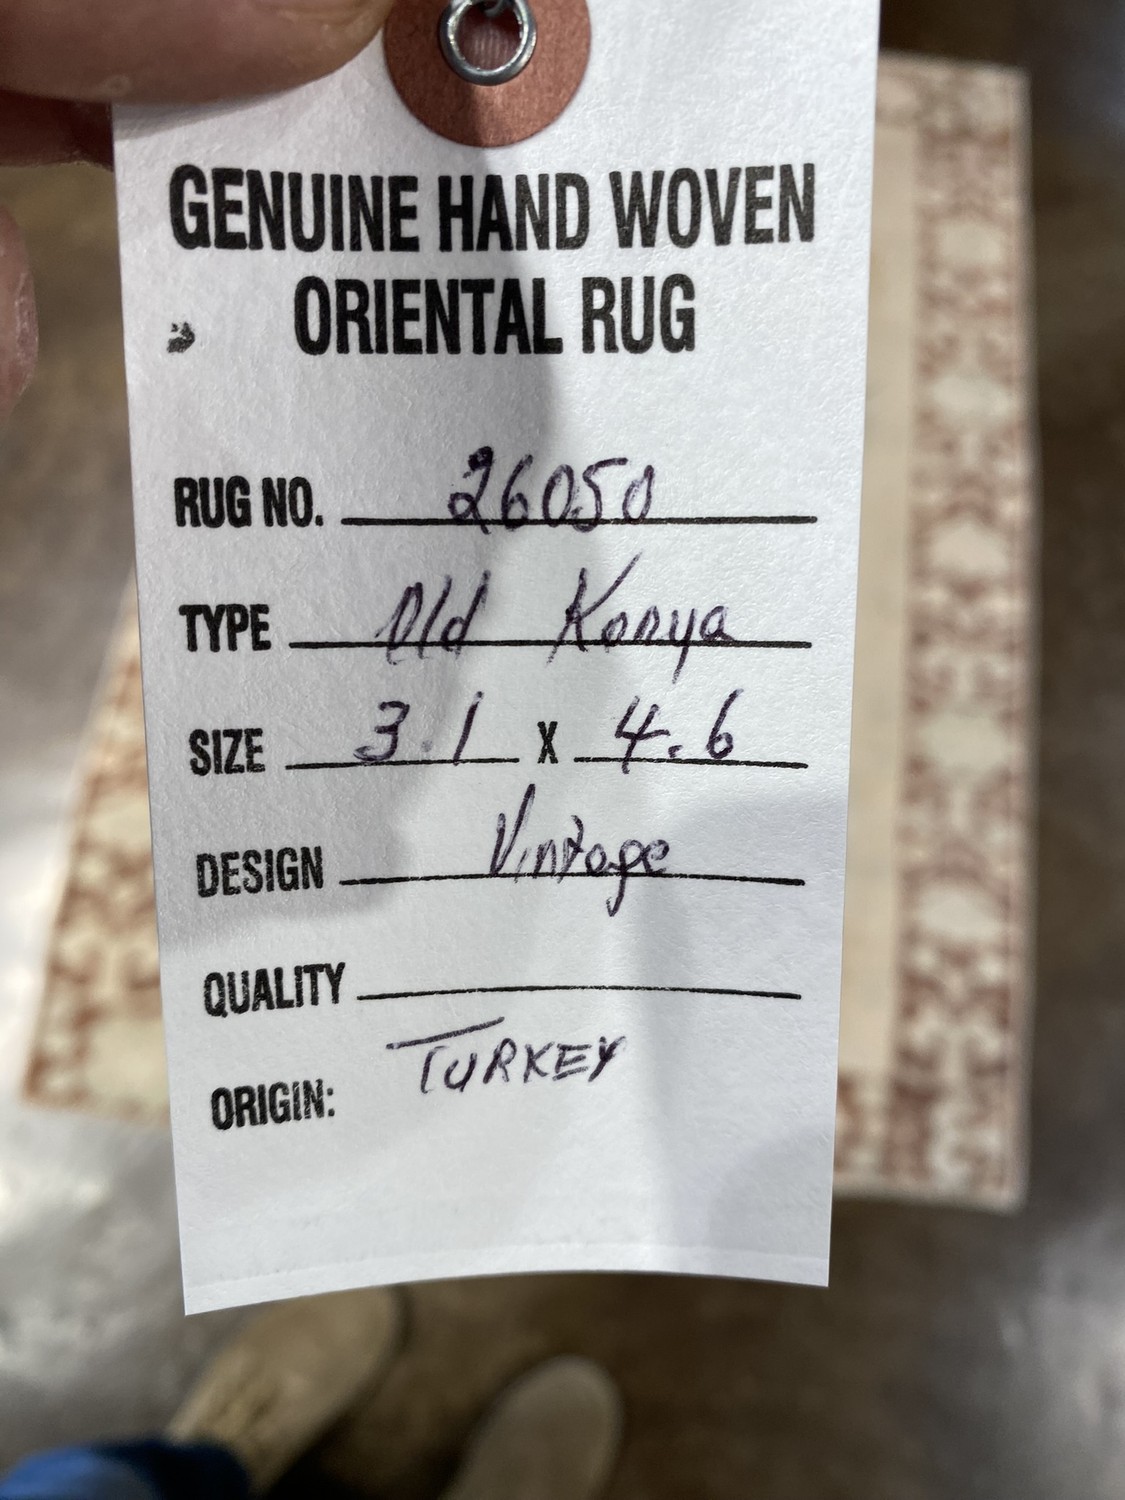 GENUINE HAND WOVEN
ORIENTAL RUG
RUG NO. 26050
TYPE Old Konya
SIZE 3.1 X 4.6
DESIGN Vintage
QUALITY
ORIGIN: TURKEY